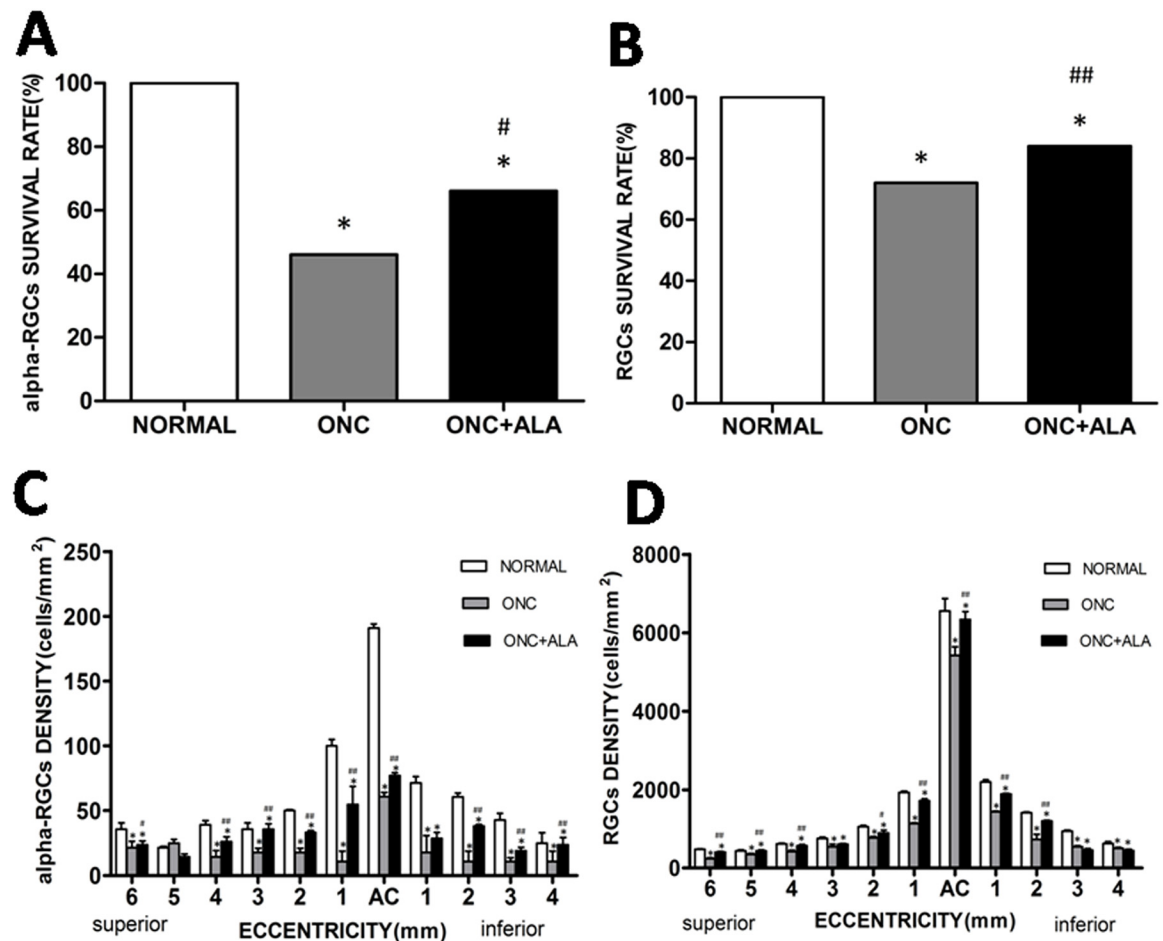 A
alpha-RGCs SURVIVAL RATE(%)
100
80
60
40
20
0
*
#
*
NORMAL ONC ONC+ALA
B
RGCs SURVIVAL RATE(%)
100
80
60
40
20
0
*
##
*
NORMAL ONC ONC+ALA
C
alpha-RGCs DENSITY(cells/mm²)
250
200
150
100
50
0
NORMAL
ONC
ONC+ALA
# ## ## ## ## ## ## ## ##
* * * * * * * * * * * * * * * * * * * *
6 5 4 3 2 1 AC 1 2 3 4
superior ECCENTRICITY(mm) inferior
D
RGCs DENSITY(cells/mm²)
8000
6000
4000
2000
0
NORMAL
ONC
ONC+ALA
## ## ## # ## ## ## ##
* * * * * * * * * * * * * * * * * * * * * *
6 5 4 3 2 1 AC 1 2 3 4
superior ECCENTRICITY(mm) inferior